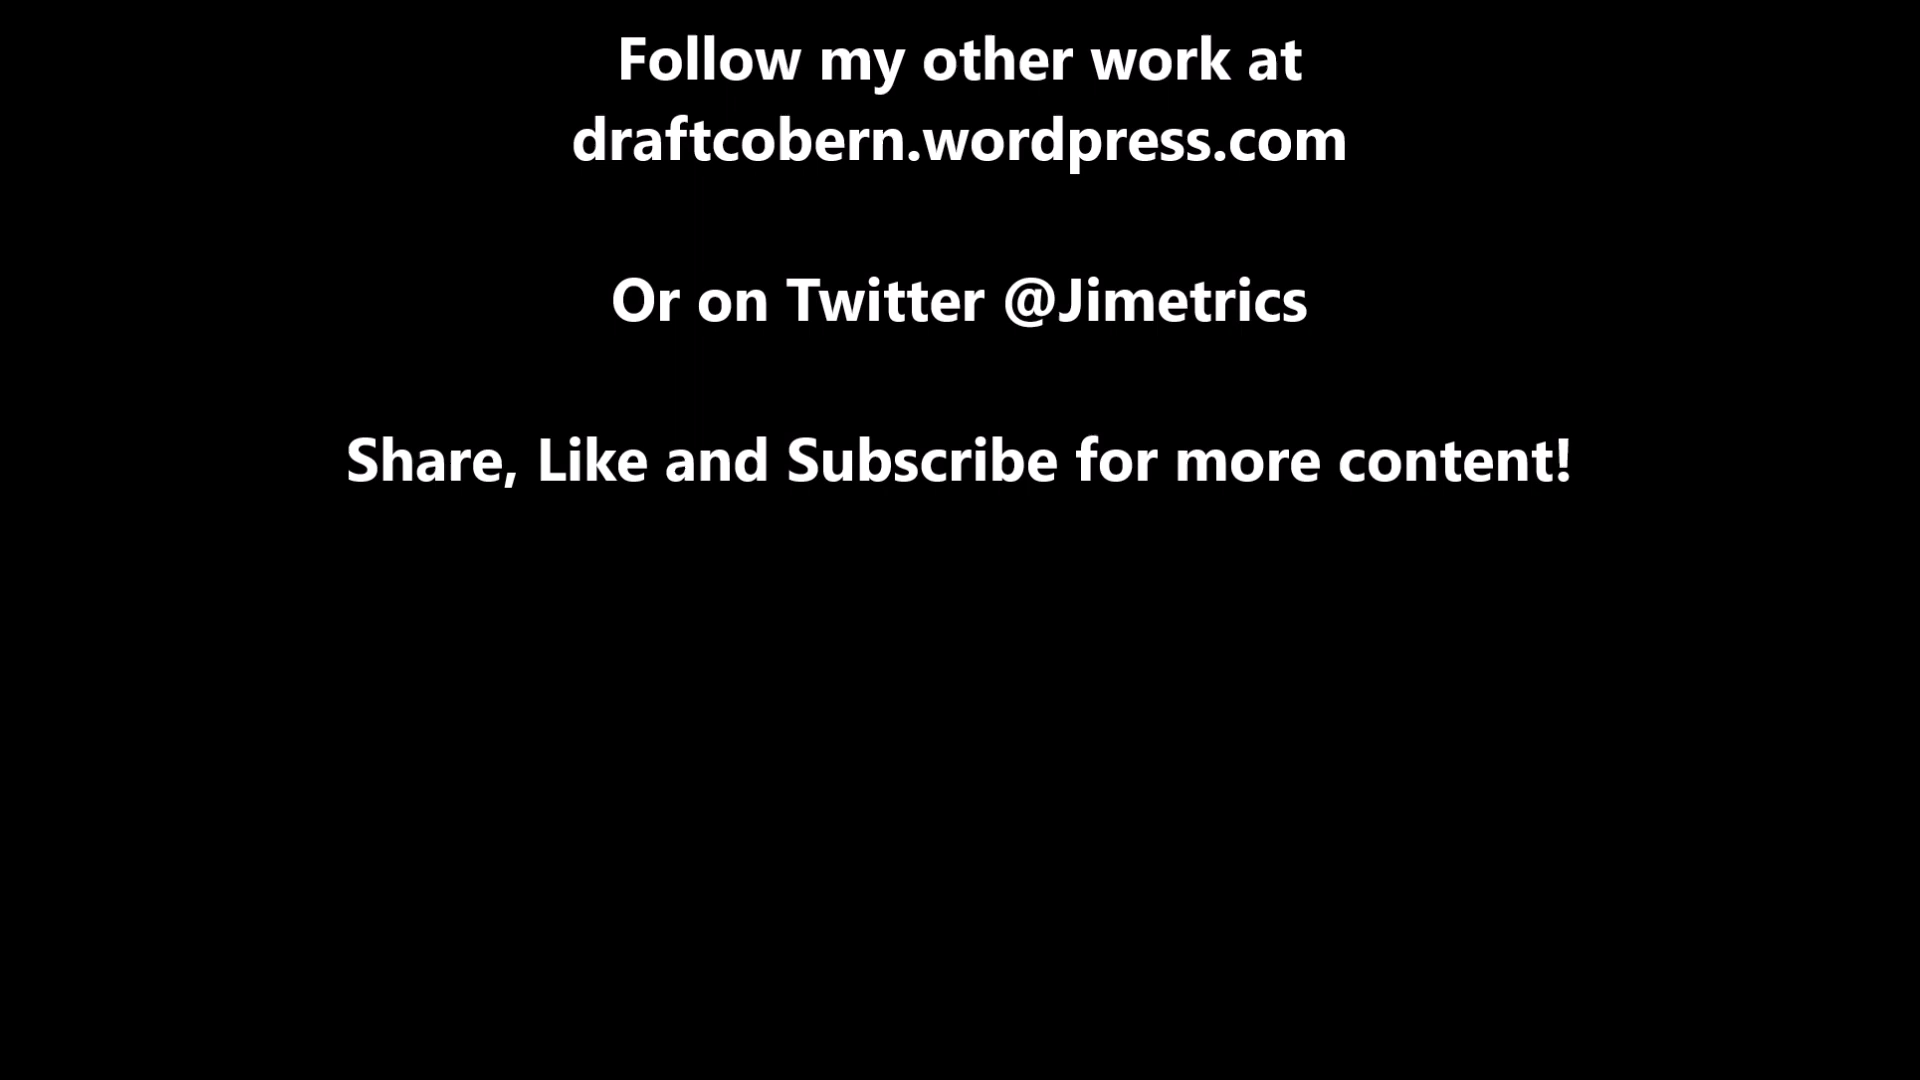 Follow my other work at
draftcobern.wordpress.com
Or on Twitter @Jimetrics
Share, Like and Subscribe for more content!